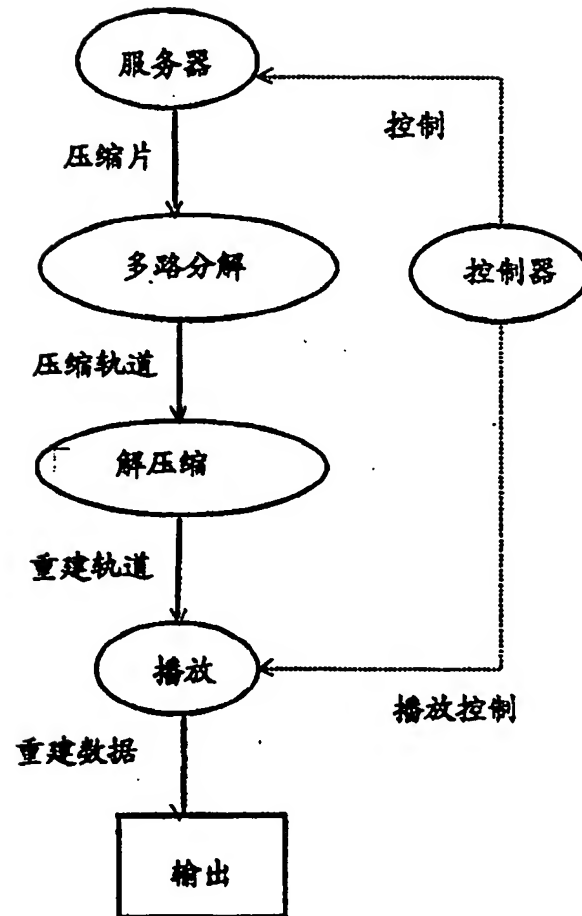 服务器
控制
压缩片
多路分解
控制器
压缩轨道
解压缩
重建轨道
播放
播放控制
重建数据
输出